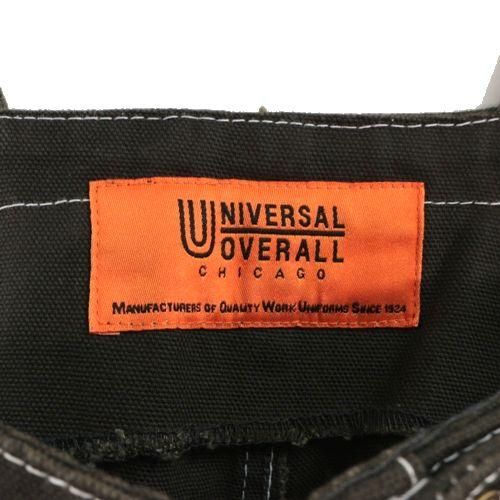 UNIVERSAL
OVERALL
CHICAGO
MANUFACTURERS OF QUALITY WORK UNIFORMS SINCE 1924